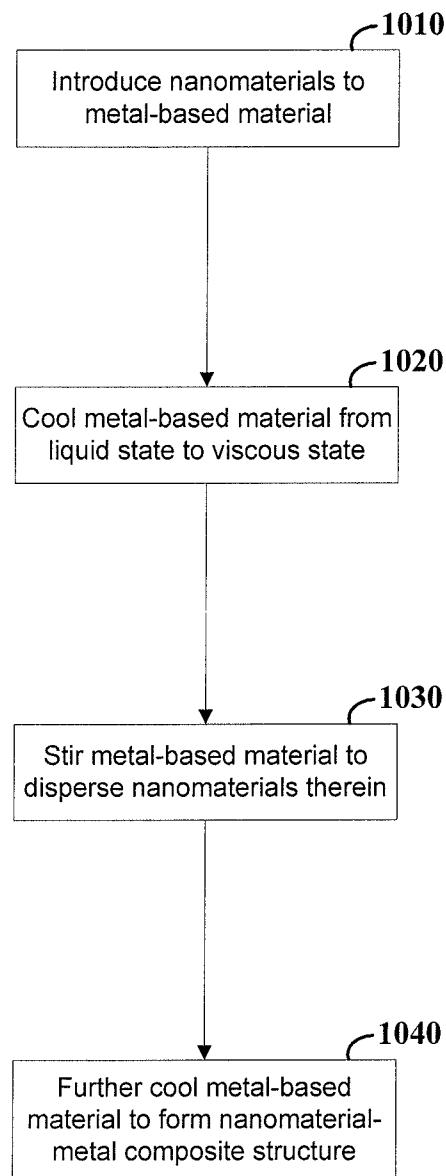 1010
Introduce nanomaterials to
metal-based material
1020
Cool metal-based material from
liquid state to viscous state
1030
Stir metal-based material to
disperse nanomaterials therein
1040
Further cool metal-based
material to form nanomaterial-
metal composite structure